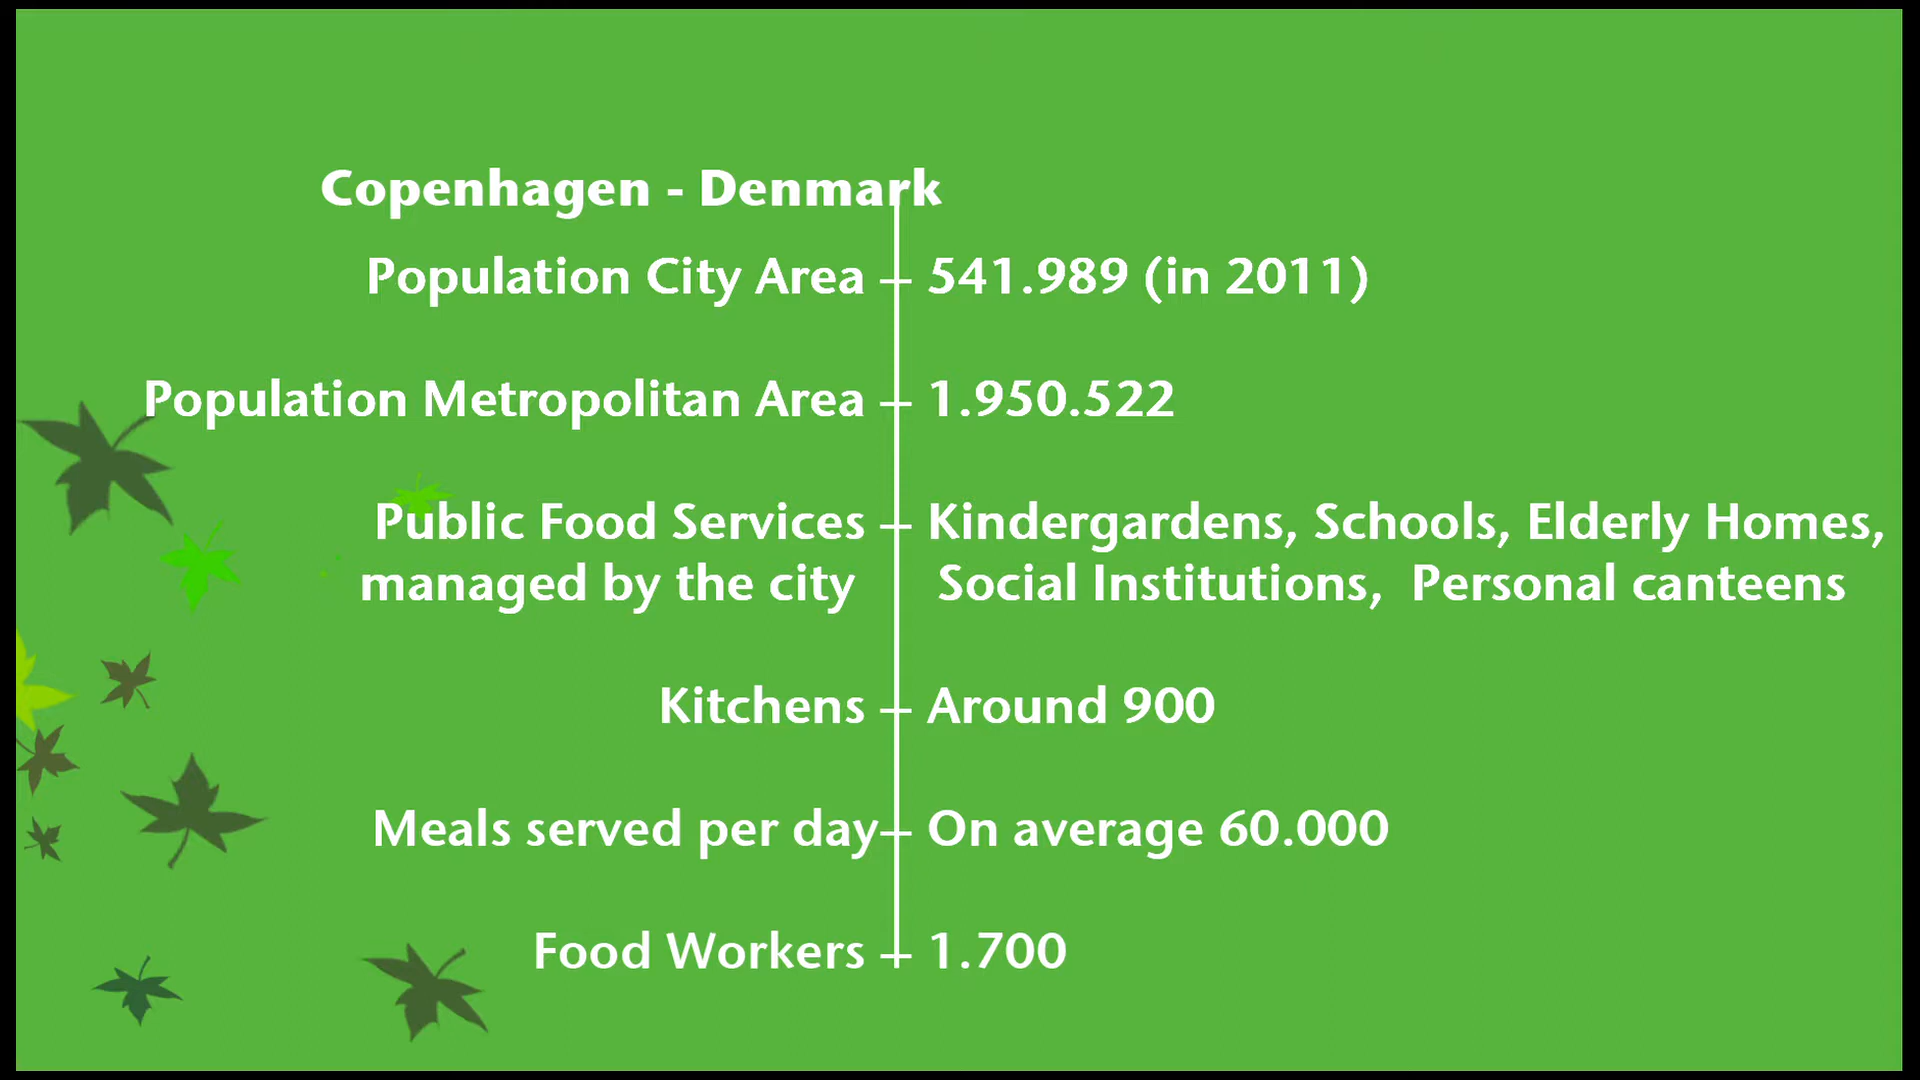 Copenhagen - Denmark
Population City Area 541.989 (in 2011)
Population Metropolitan Area 1.950.522
Public Food Services Kindergardens, Schools, Elderly Homes,
managed by the city Social Institutions, Personal canteens
Kitchens Around 900
Meals served per day On average 60.000
Food Workers 1.700